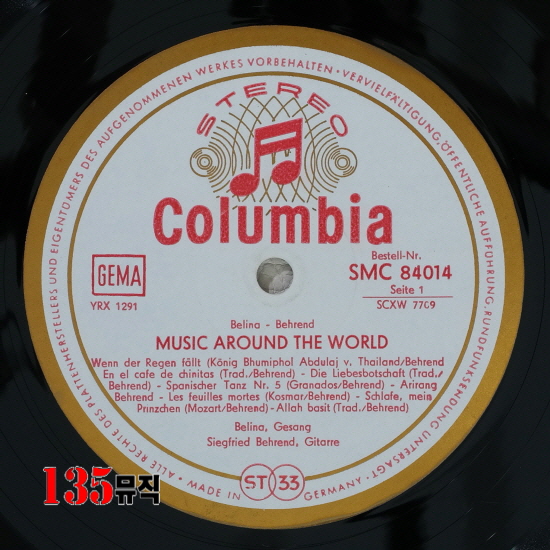 ALLE RECHTE DES PLATTENHERSTELLERS UND EIGENTÜMERS DES AUFGENOMMENEN WERKES VORBEHALTEN · VERVIELFÄLTIGUNG, ÖFFENTLICHE AUFFÜHRUNG, RUNDFUNKSENDUNG UNTERSAGT ·
STEREO
Columbia
GEMA
YRX 1291
Bestell-Nr.
SMC 84014
Seite 1
SCXW 7709
Belina - Behrend
MUSIC AROUND THE WORLD
Wenn der Regen fällt (König Bhumiphol Abdulaj v. Thailand/Behrend
En el cafe de chinitas (Trad./Behrend) - Die Liebesbotschaft (Trad./
Behrend) - Spanischer Tanz Nr. 5 (Granados/Behrend) - Arirang
Behrend - Les feuilles mortes (Kosmar/Behrend) - Schlafe, mein
Prinzchen (Mozart/Behrend) - Allah basit (Trad./Behrend)
Belina, Gesang
Siegfried Behrend, Gitarre
MADE IN GERMANY
ST 33
135뮤직